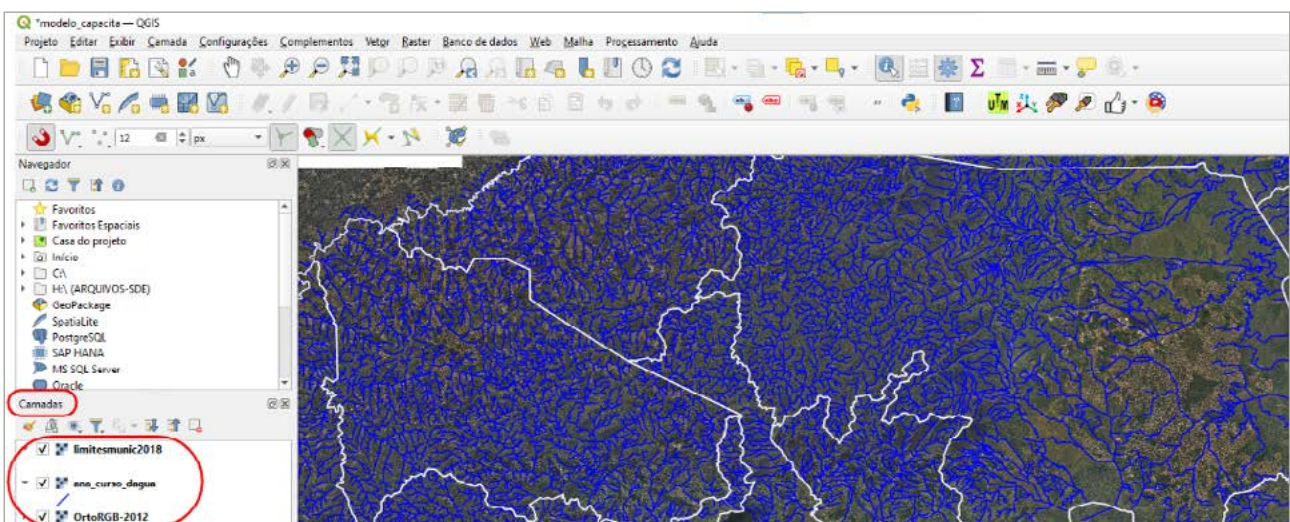 *modelo_capacita — QGIS
Projeto Editar Exibir Camada Configurações Complementos Vetor Raster Banco de dados Web Malha Processamento Ajuda
12 px
Navegador
Favoritos
Favoritos Espaciais
Casa do projeto
Início
C:\
H:\ (ARQUIVOS-SDE)
GeoPackage
SpatiaLite
PostgreSQL
SAP HANA
MS SQL Server
Oracle
Camadas
limitesmunic2018
OrtoRGB-2012